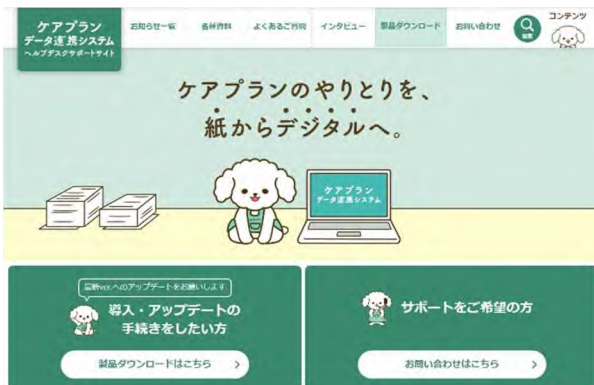 ケアプラン
データ連携システム
ヘルプデスクサポートサイト
お知らせ一覧
各種資料
よくあるご質問
インタビュー
製品ダウンロード
お問い合わせ
検索
コンテンツ
ケアプランのやりとりを、
紙からデジタルへ。
ケアプラン
データ連携システム
最新ver.へのアップデートをお願いします
導入・アップデートの
手続きをしたい方
製品ダウンロードはこちら
サポートをご希望の方
お問い合わせはこちら